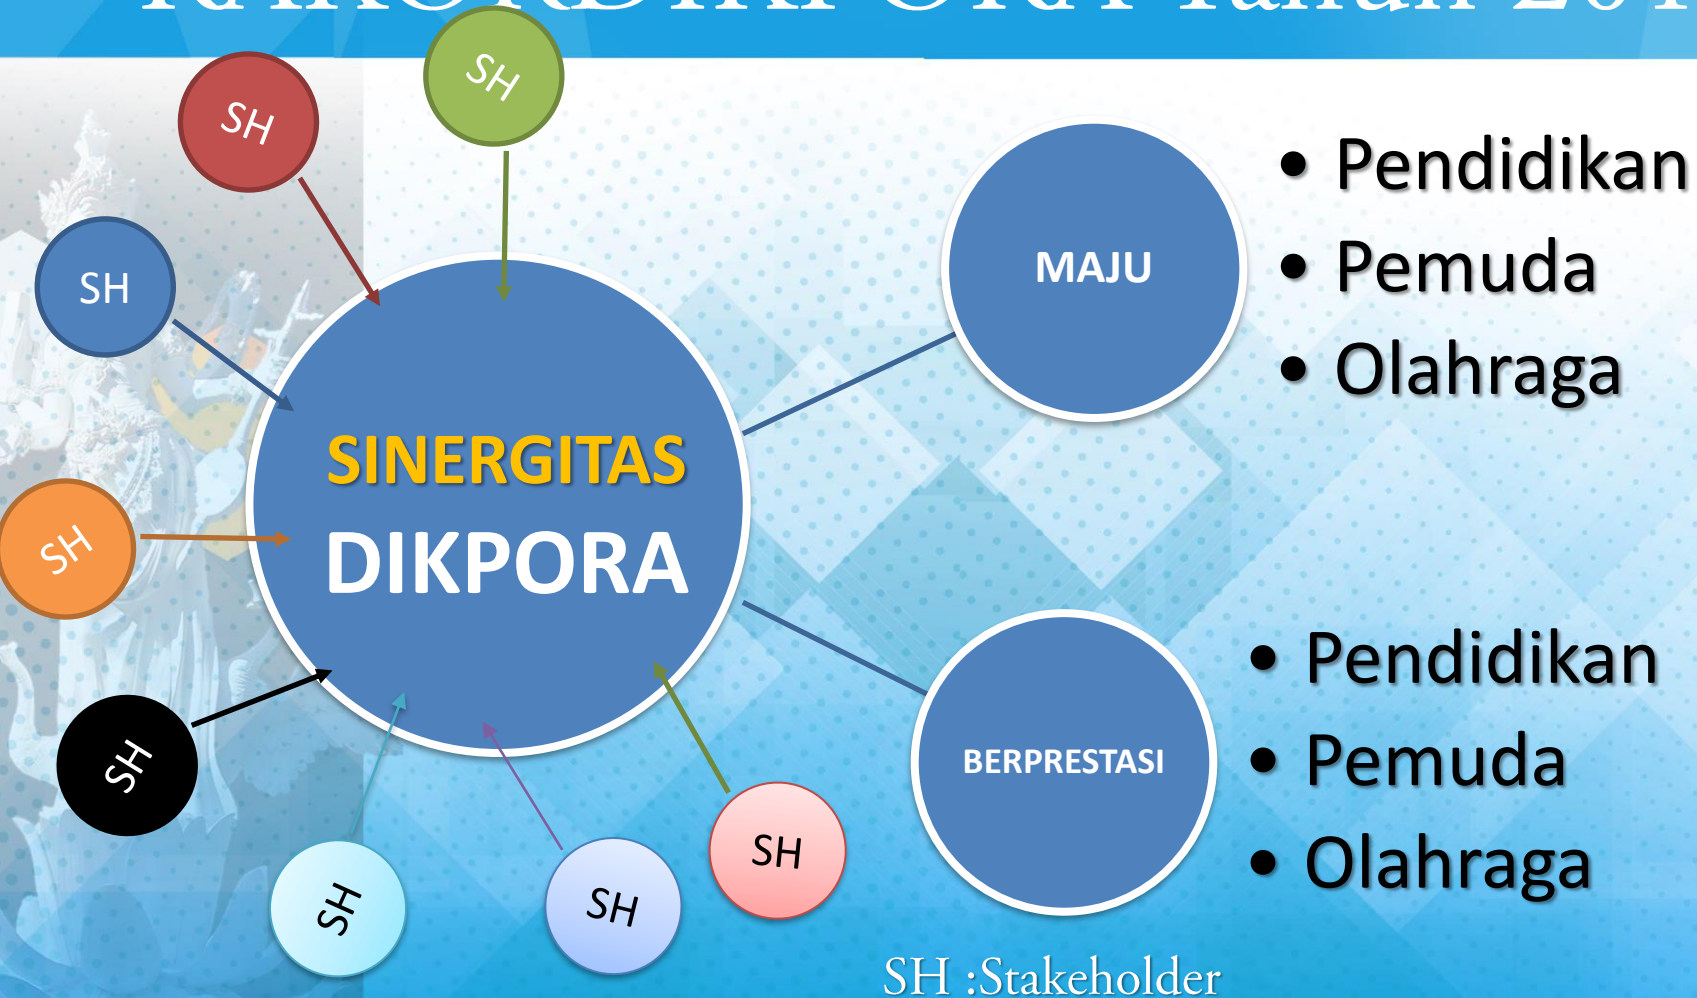 SH
SH
SH
SH
SH
SH
SH
SH
SINERGITAS
DIKPORA
MAJU
• Pendidikan
• Pemuda
• Olahraga
BERPRESTASI
• Pendidikan
• Pemuda
• Olahraga
SH :Stakeholder